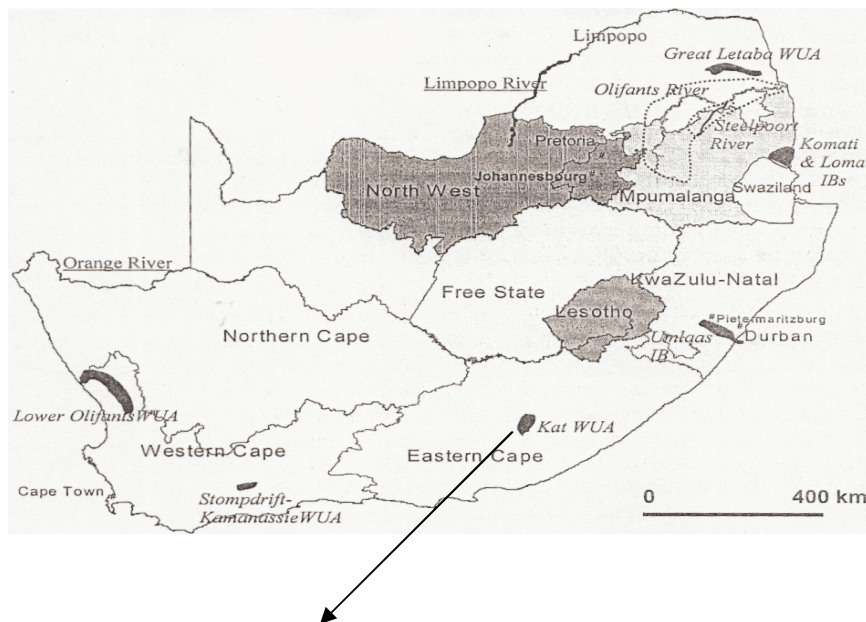 Limpopo
Great Letaba WUA
Limpopo River
Olifants River
Steelpoort
River
Komati
& Loma
IBs
Pretoria
Johannesbourg
North West
Swaziland
Mpumalanga
Orange River
Free State
KwaZulu-Natal
Lesotho
Pietermaritzburg
Durban
Umlaas
IB
Northern Cape
Lower OlifantsWUA
Kat WUA
Western Cape
Eastern Cape
Cape Town
Stompdrift-
KamanassieWUA
0 400 km